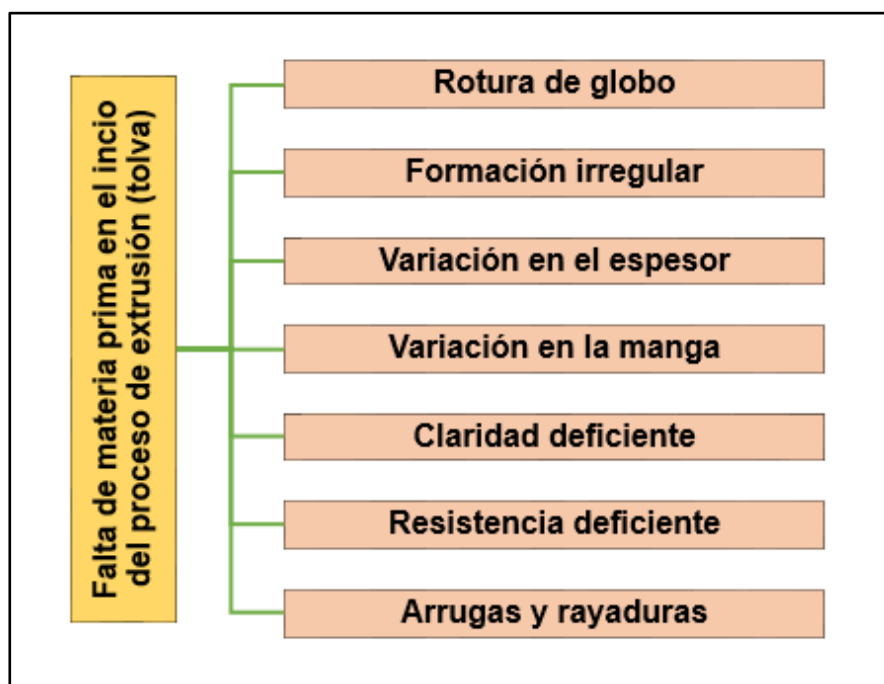 Falta de materia prima en el incio
del proceso de extrusión (tolva)
Rotura de globo
Formación irregular
Variación en el espesor
Variación en la manga
Claridad deficiente
Resistencia deficiente
Arrugas y rayaduras